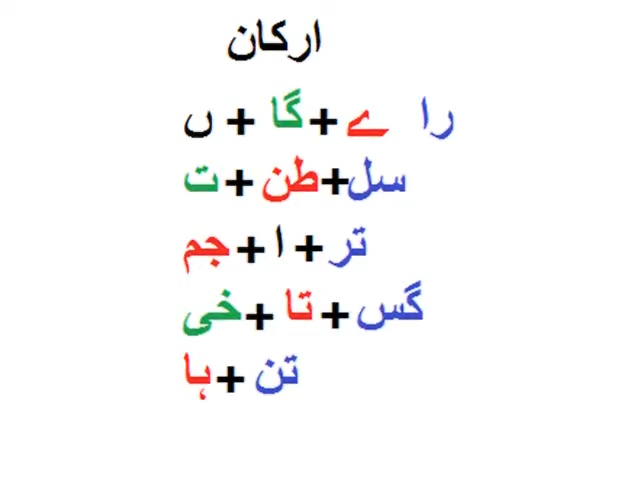 ارکان
را ے + گا + ں
سل + طن + ت
تر + ا + جم
گس + تا + خی
تن + ہا